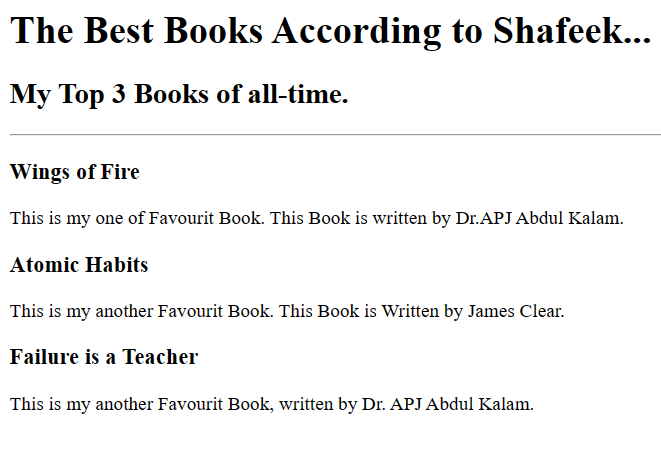 The Best Books According to Shafeek...
My Top 3 Books of all-time.
Wings of Fire
This is my one of Favourit Book. This Book is written by Dr.APJ Abdul Kalam.
Atomic Habits
This is my another Favourit Book. This Book is Written by James Clear.
Failure is a Teacher
This is my another Favourit Book, written by Dr. APJ Abdul Kalam.